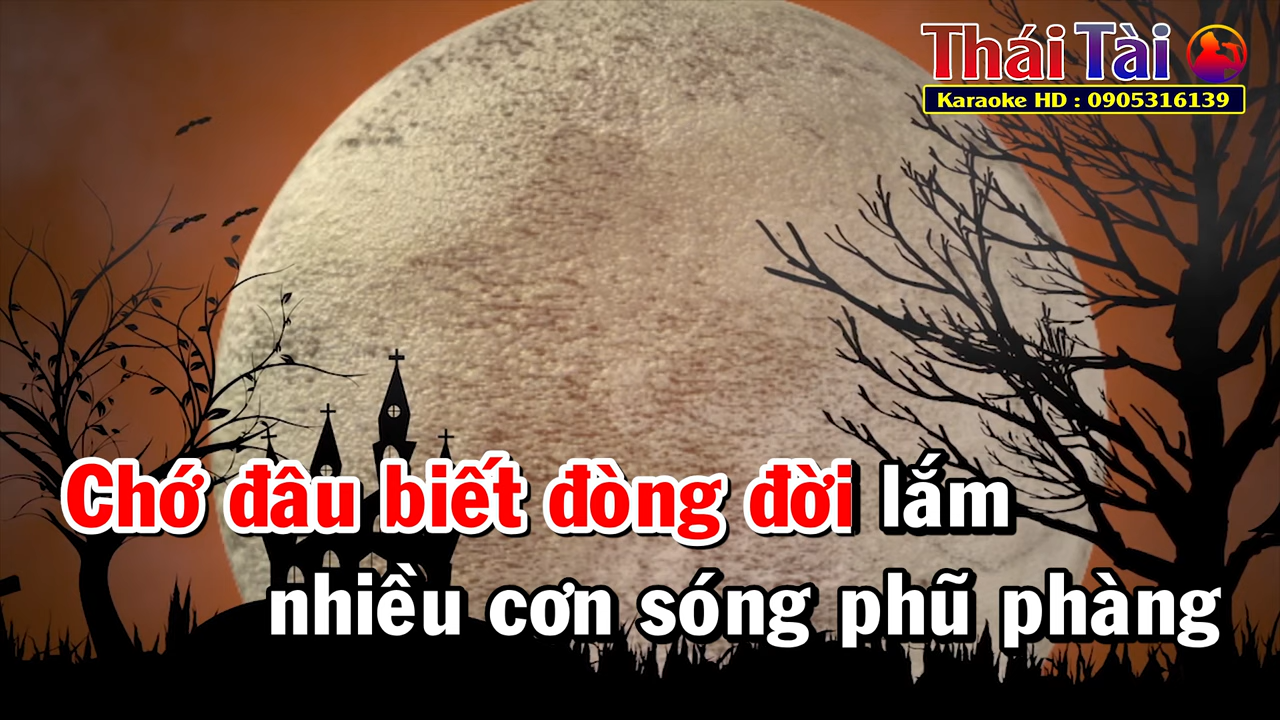 Thái Tài
Karaoke HD : 0905316139
Chớ đâu biết đòng đời lắm
nhiều cơn sóng phũ phàng